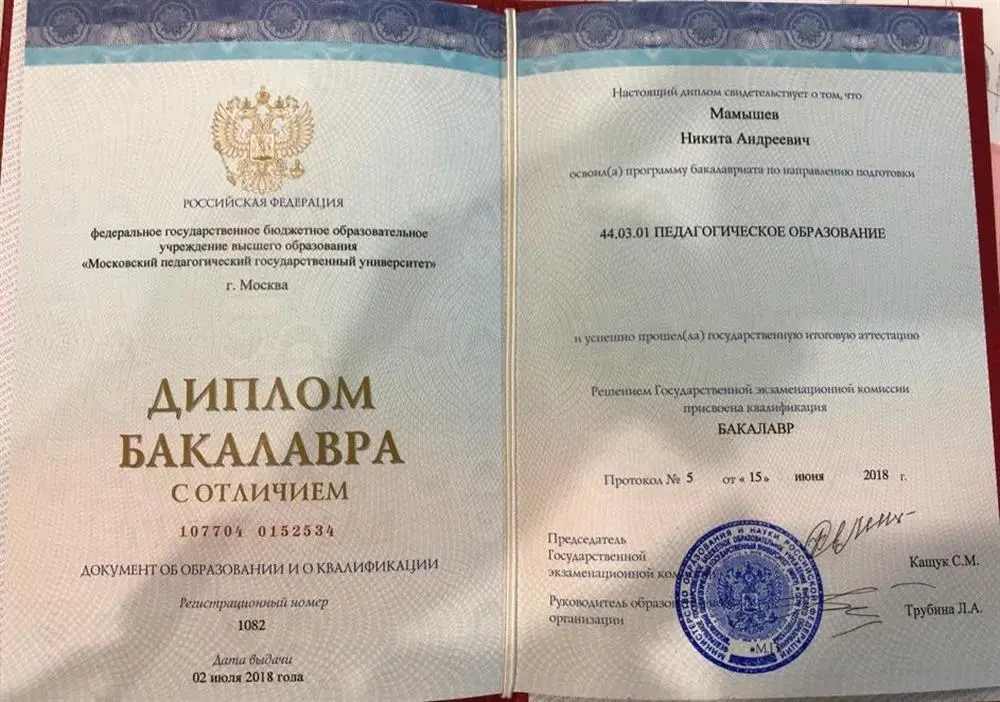 РОССИЙСКАЯ ФЕДЕРАЦИЯ
федеральное государственное бюджетное образовательное
учреждение высшего образования
«Московский педагогический государственный университет»
г. Москва
ДИПЛОМ
БАКАЛАВРА
С ОТЛИЧИЕМ
107704 0152534
ДОКУМЕНТ ОБ ОБРАЗОВАНИИ И О КВАЛИФИКАЦИИ
Регистрационный номер
1082
Дата выдачи
02 июля 2018 года
Настоящий диплом свидетельствует о том, что
Мамышев
Никита Андреевич
освоил(а) программу бакалавриата по направлению подготовки
44.03.01 ПЕДАГОГИЧЕСКОЕ ОБРАЗОВАНИЕ
и успешно прошел(ла) государственную итоговую аттестацию
Решением Государственной экзаменационной комиссии
присвоена квалификация
БАКАЛАВР
Протокол № 5 от « 15 » июня 2018 г.
Председатель
Государственной
экзаменационной
Кащук С.М.
Руководитель
организации
Трубина Л.А.
М.П.